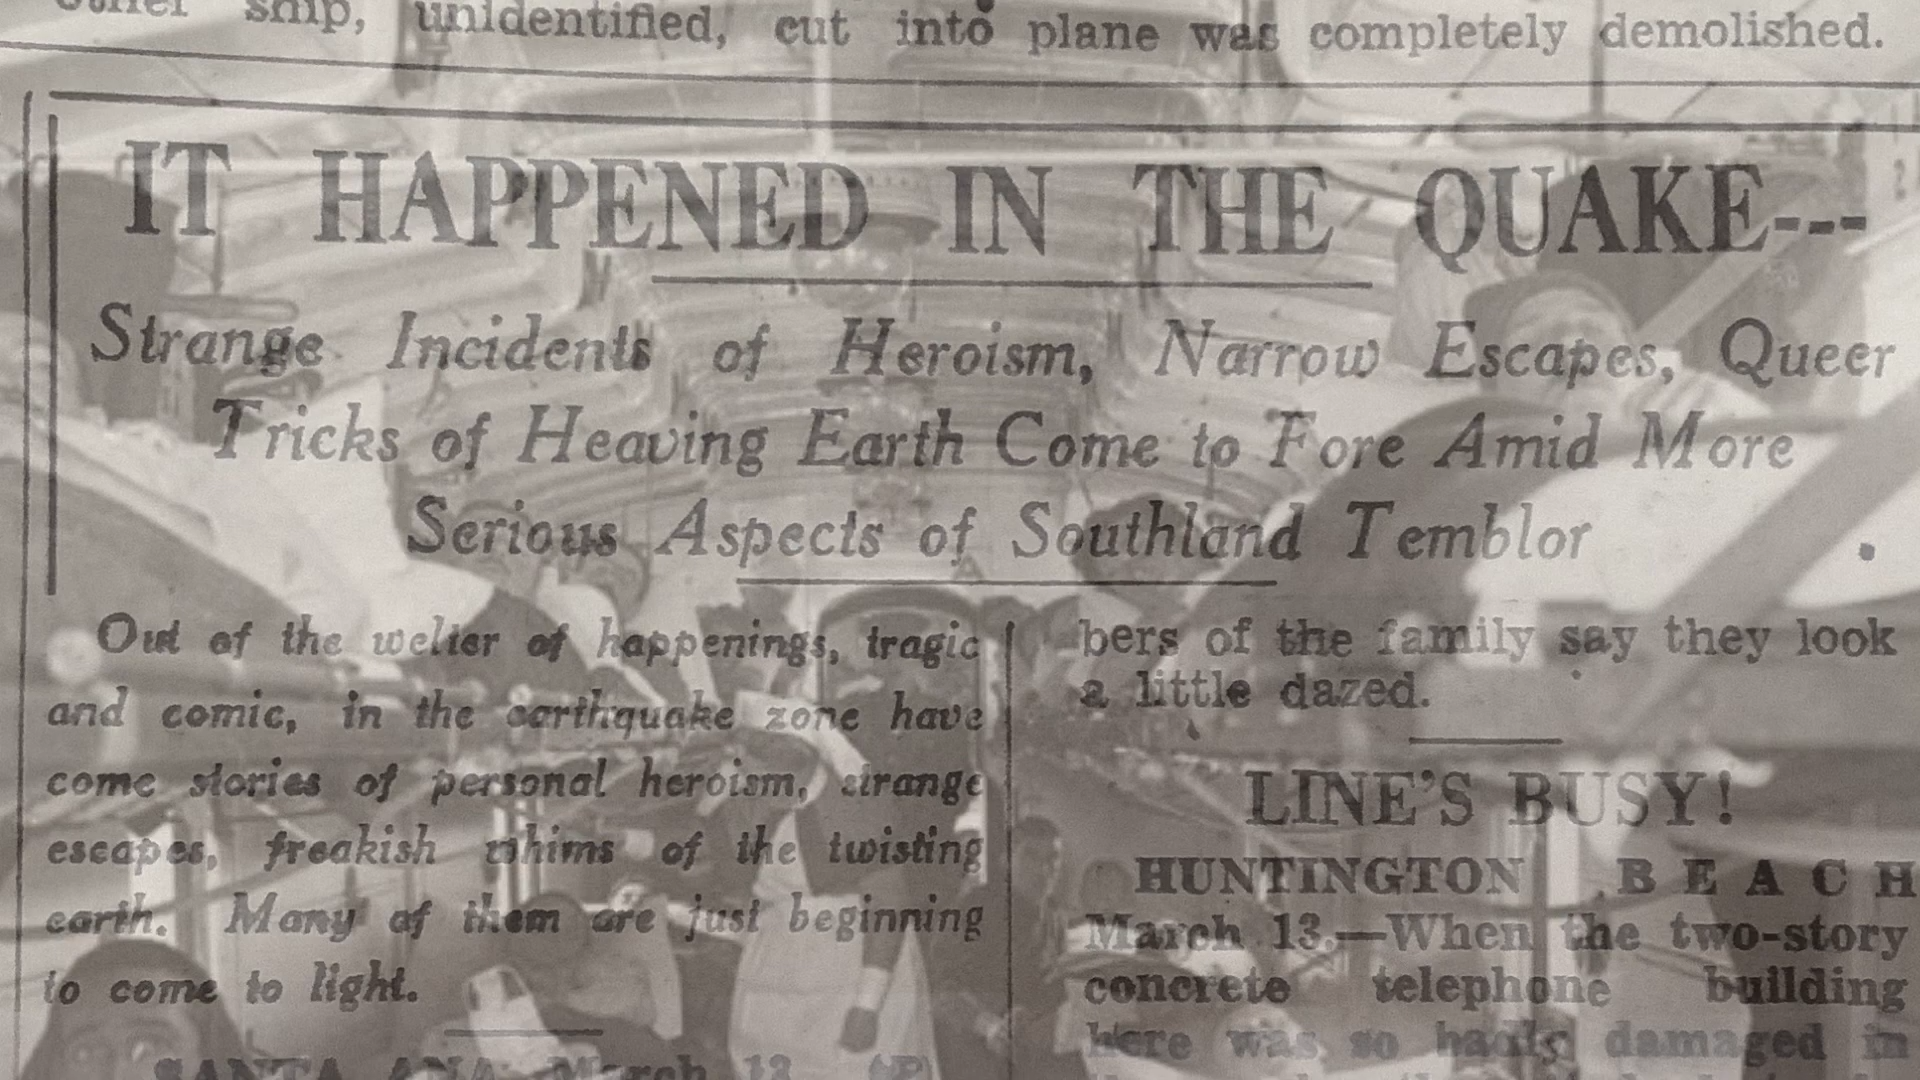 other ship, unidentified, cut into plane was completely demolished.
IT HAPPENED IN THE QUAKE---
Strange Incidents of Heroism, Narrow Escapes, Queer
Tricks of Heaving Earth Come to Fore Amid More
Serious Aspects of Southland Temblor
Out of the welter of happenings, tragic
and comic, in the earthquake zone have
come stories of personal heroism, strange
escapes, freakish whims of the twisting
earth. Many of them are just beginning
to come to light.
SANTA ANA, March 13 (AP)
bers of the family say they look
a little dazed.
LINE'S BUSY!
HUNTINGTON BEACH
March 13.—When the two-story
concrete telephone building
here was so badly damaged in